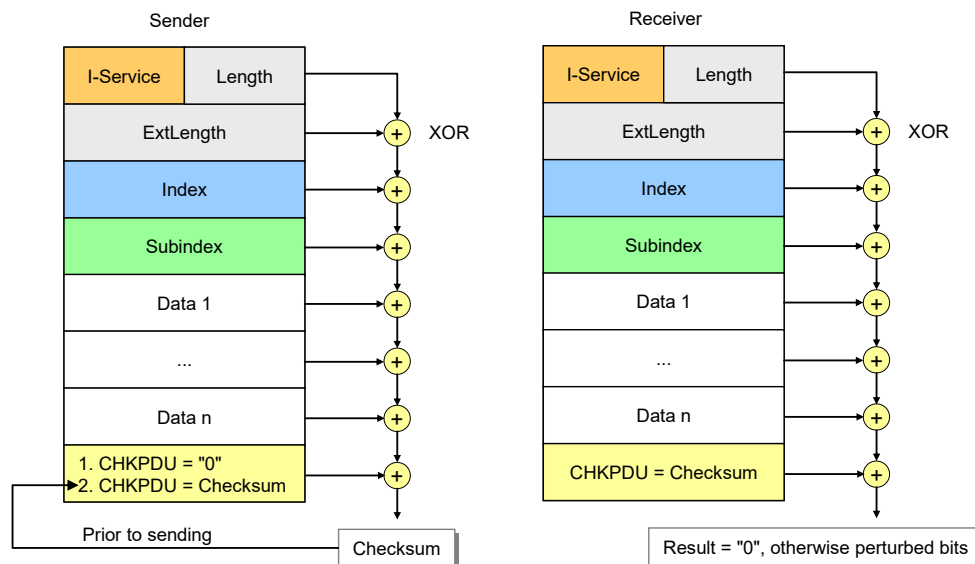 Sender
I-Service
Length
ExtLength
XOR
Index
Subindex
Data 1
...
Data n
1. CHKPDU = "0"
2. CHKPDU = Checksum
Prior to sending
Checksum
Receiver
I-Service
Length
ExtLength
XOR
Index
Subindex
Data 1
...
Data n
CHKPDU = Checksum
Result = "0", otherwise perturbed bits